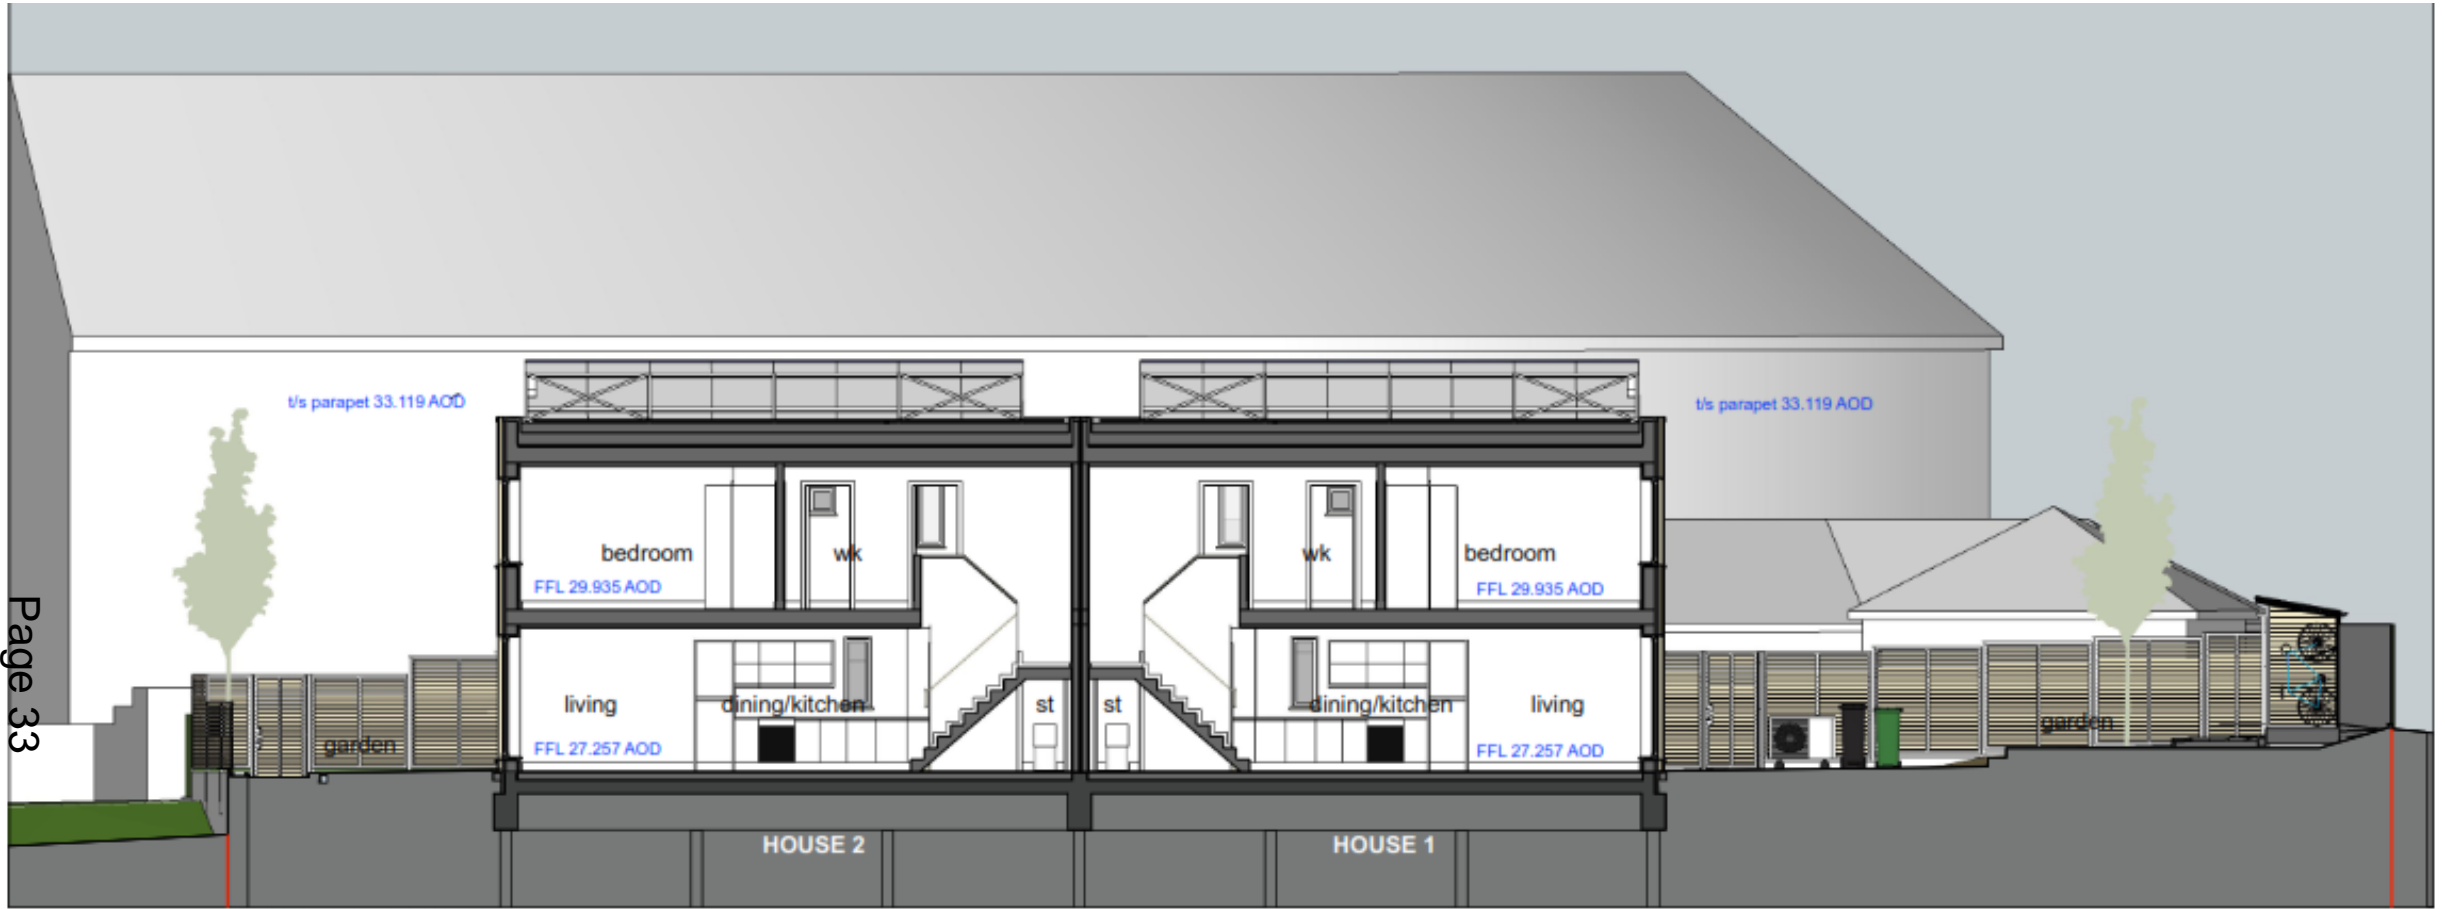 t/s parapet 33.119 AOD
t/s parapet 33.119 AOD
bedroom
wk
wk
bedroom
FFL 29.935 AOD
FFL 29.935 AOD
living
dining/kitchen
st
st
dining/kitchen
living
garden
garden
FFL 27.257 AOD
FFL 27.257 AOD
HOUSE 2
HOUSE 1
Page 33